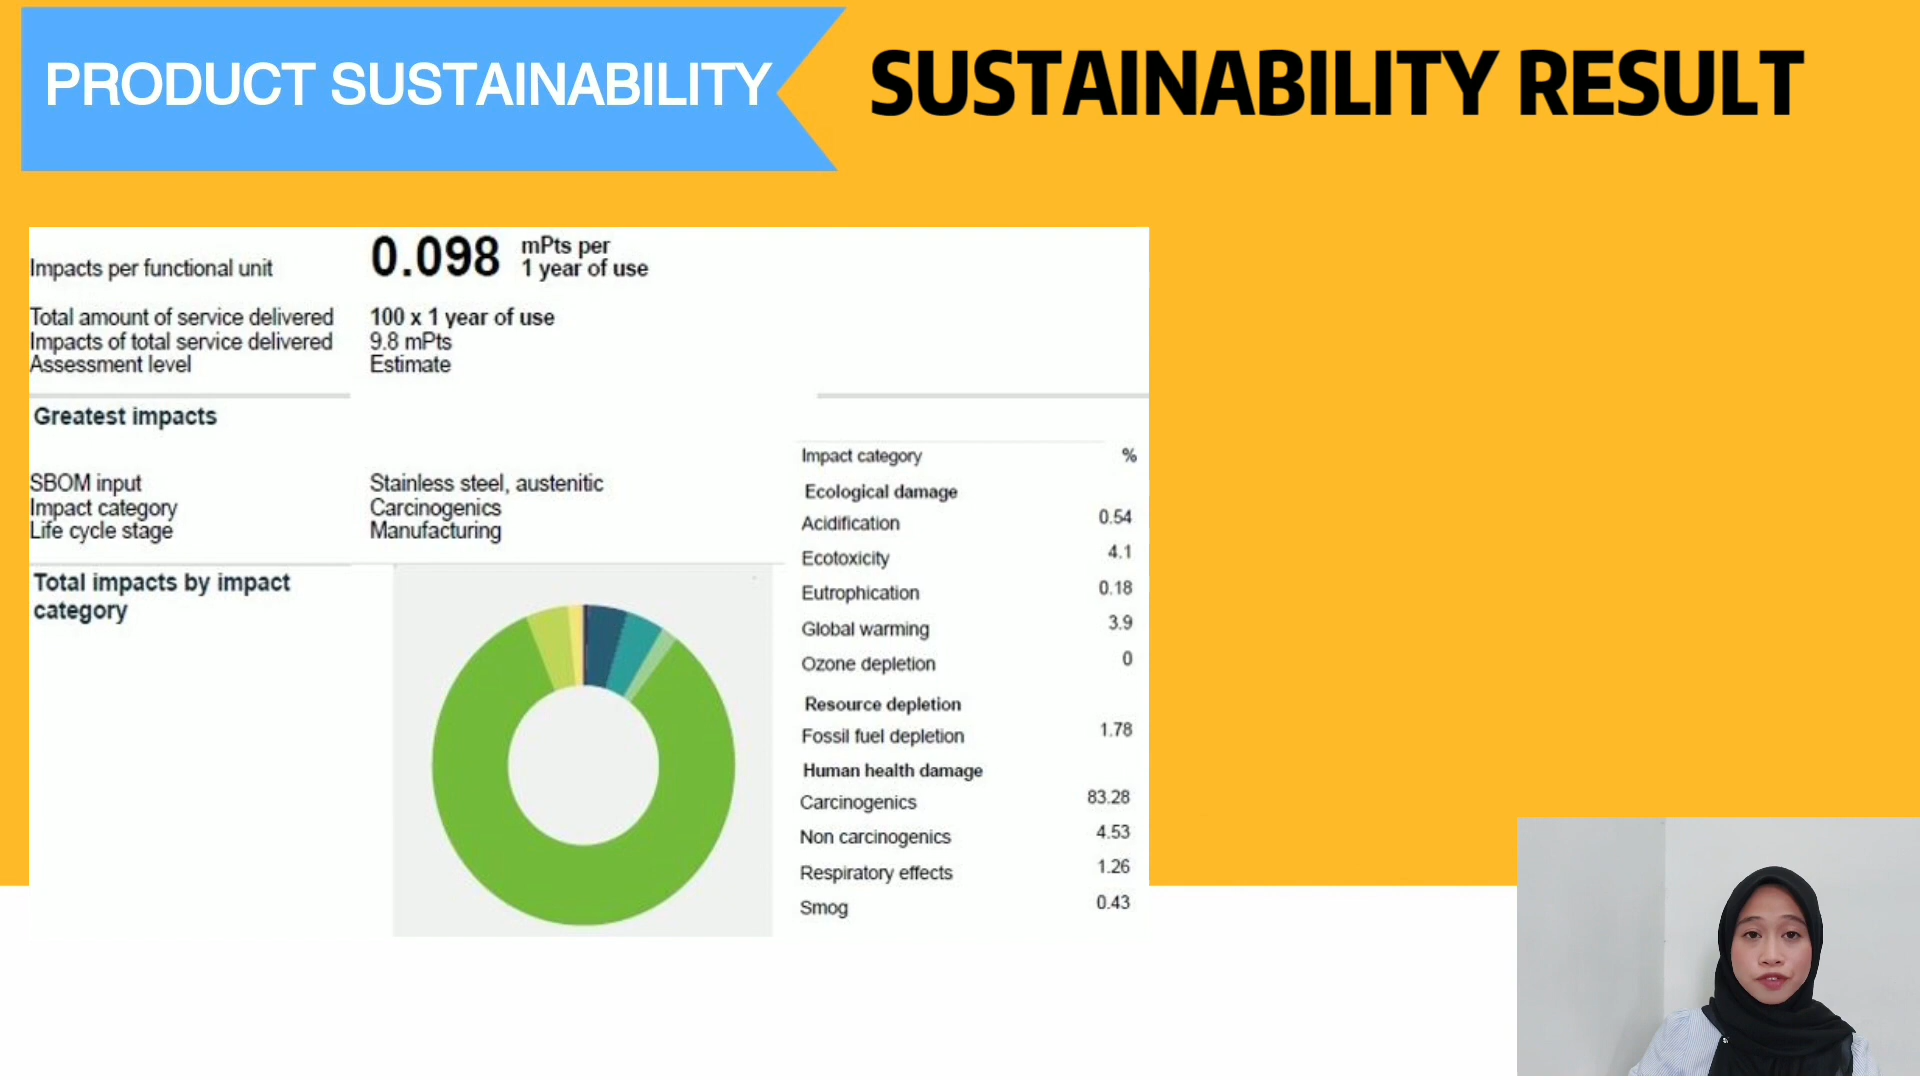 PRODUCT SUSTAINABILITY
SUSTAINABILITY RESULT
Impacts per functional unit
0.098
mPts per
1 year of use
Total amount of service delivered
100 x 1 year of use
Impacts of total service delivered
9.8 mPts
Assessment level
Estimate
Greatest impacts
SBOM input
Stainless steel, austenitic
Impact category
Carcinogenics
Life cycle stage
Manufacturing
Total impacts by impact
category
Impact category %
Ecological damage
Acidification 0.54
Ecotoxicity 4.1
Eutrophication 0.18
Global warming 3.9
Ozone depletion 0
Resource depletion
Fossil fuel depletion 1.78
Human health damage
Carcinogenics 83.28
Non carcinogenics 4.53
Respiratory effects 1.26
Smog 0.43